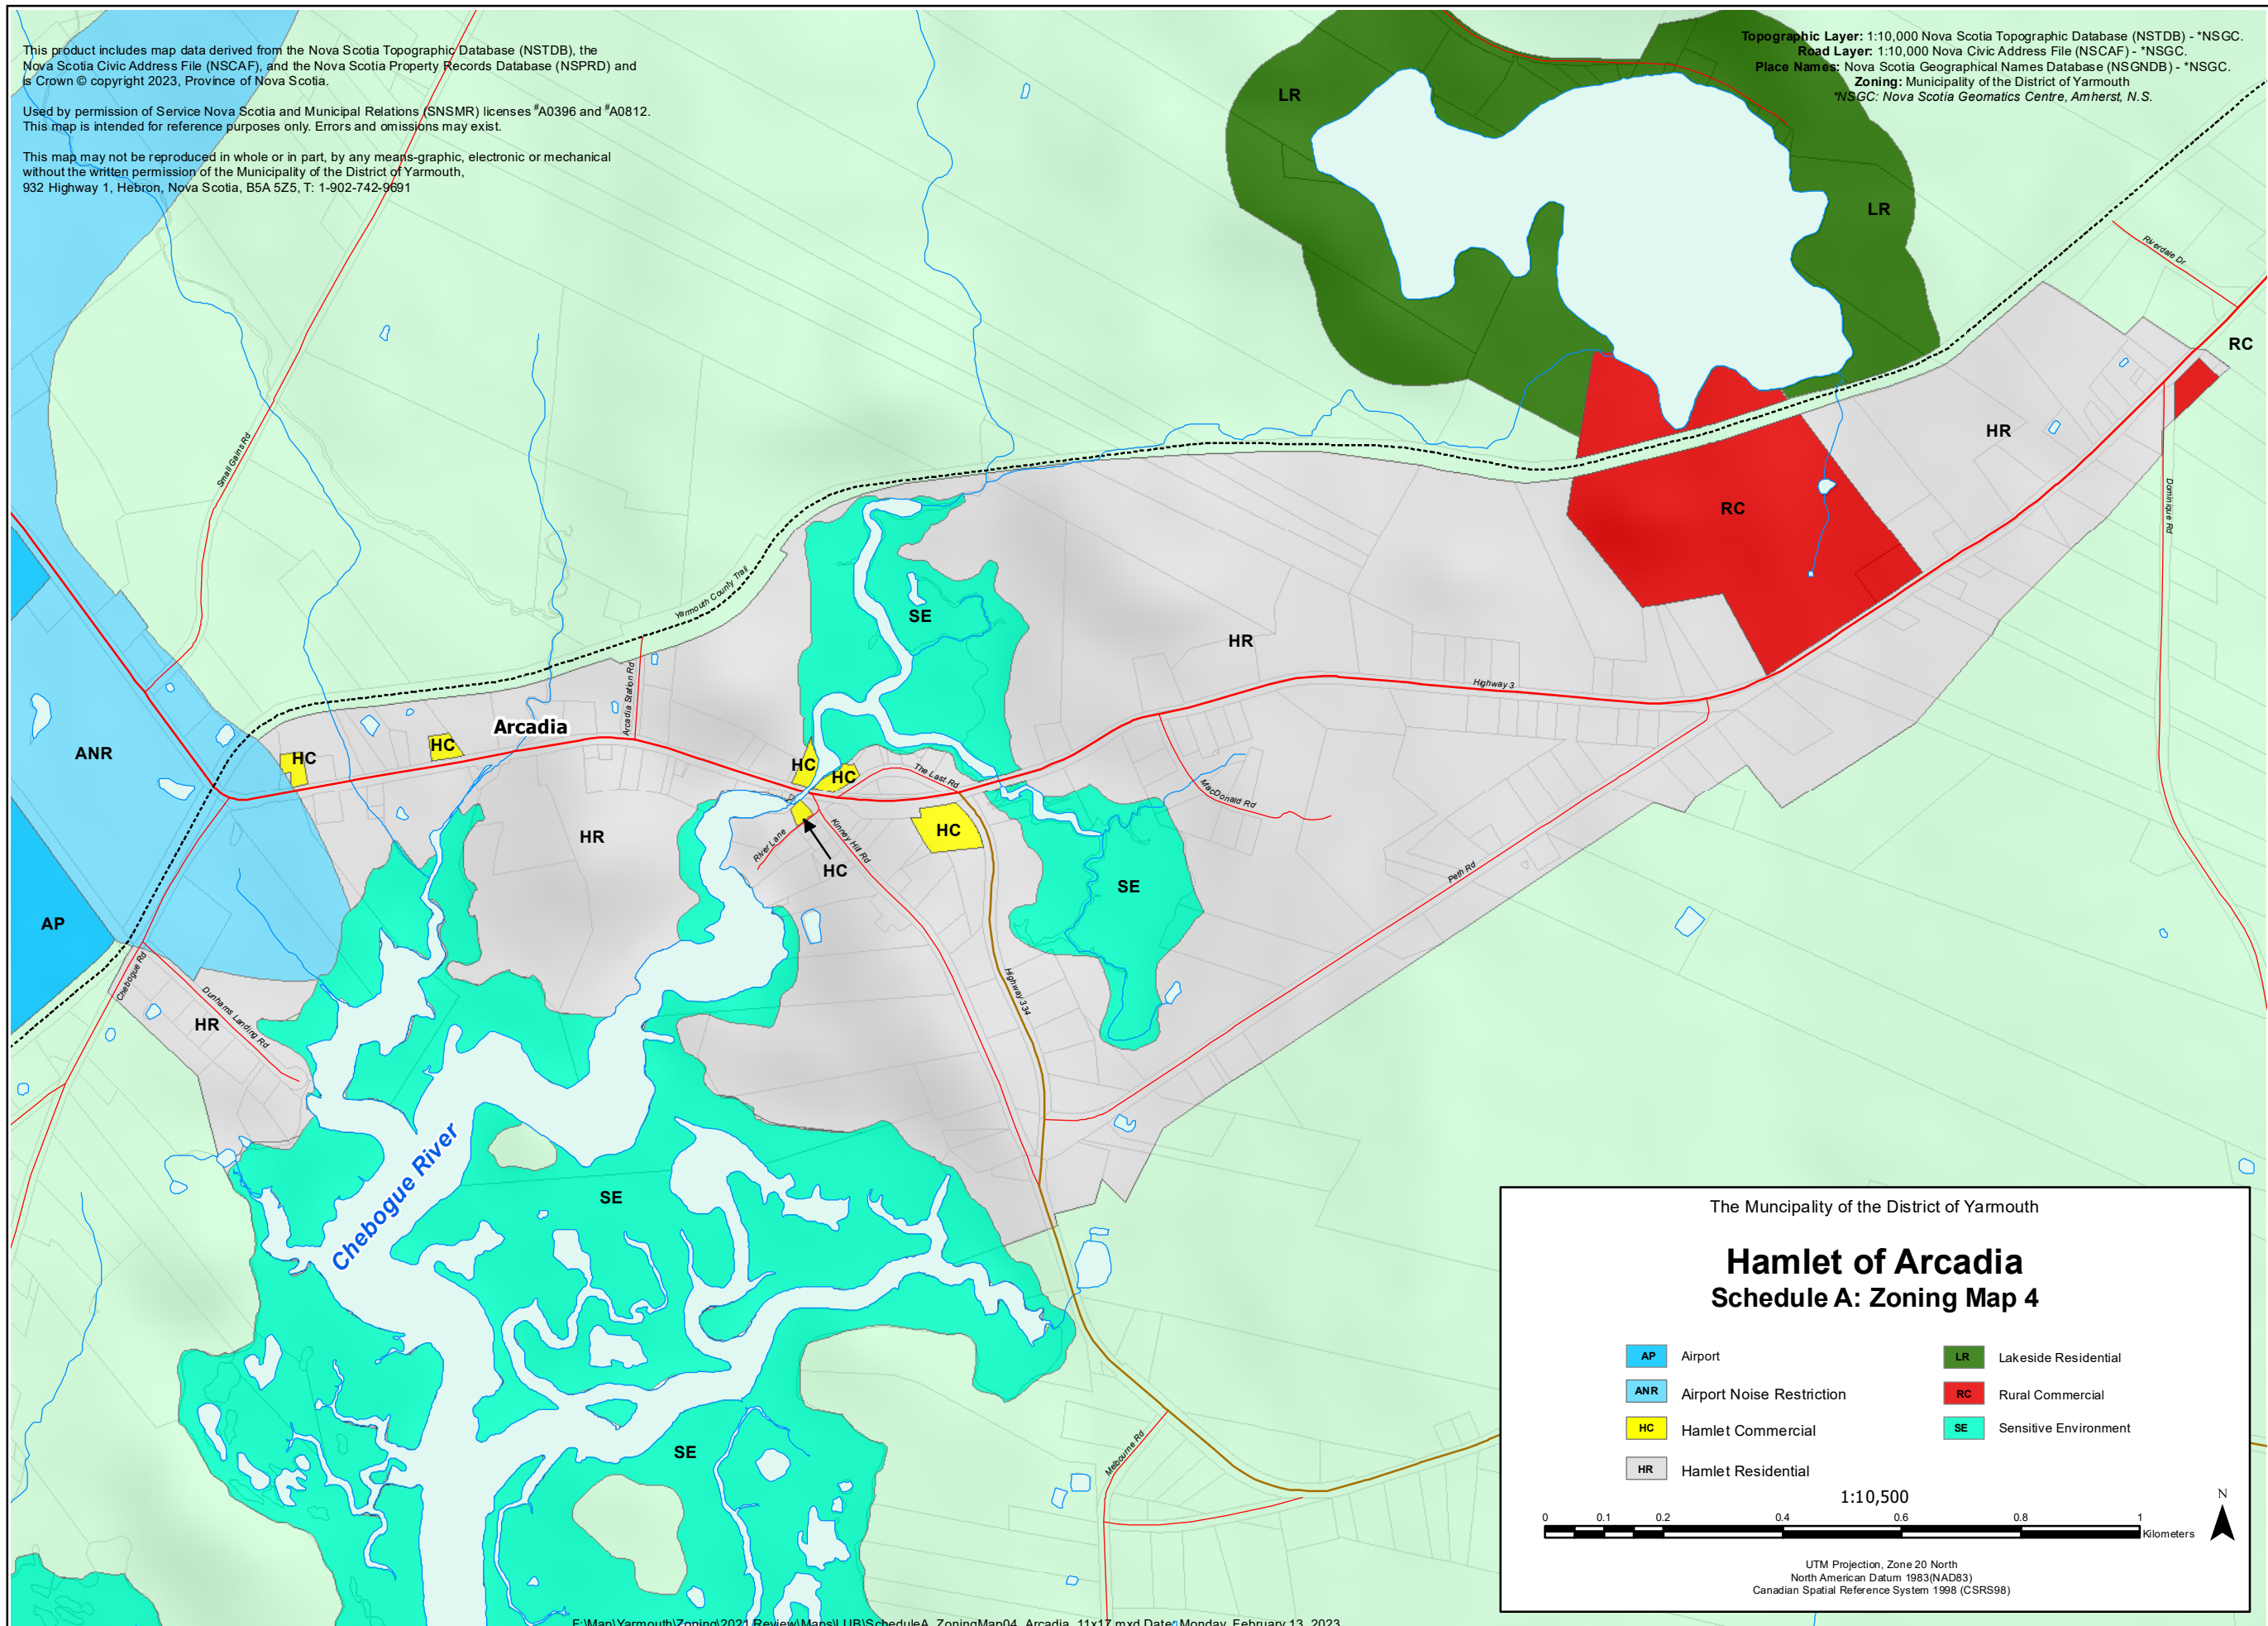 This product includes map data derived from the Nova Scotia Topographic Database (NSTDB), the
Nova Scotia Civic Address File (NSCAF), and the Nova Scotia Property Records Database (NSPRD) and
is Crown © copyright 2023, Province of Nova Scotia.
Used by permission of Service Nova Scotia and Municipal Relations (SNSMR) licenses #A0396 and #A0812.
This map is intended for reference purposes only. Errors and omissions may exist.
This map may not be reproduced in whole or in part, by any means-graphic, electronic or mechanical
without the written permission of the Municipality of the District of Yarmouth,
932 Highway 1, Hebron, Nova Scotia, B5A 5Z5, T: 1-902-742-9691
Topographic Layer: 1:10,000 Nova Scotia Topographic Database (NSTDB) - *NSGC.
Road Layer: 1:10,000 Nova Civic Address File (NSCAF) - *NSGC.
Place Names: Nova Scotia Geographical Names Database (NSGNDB) - *NSGC.
Zoning: Municipality of the District of Yarmouth
*NSGC: Nova Scotia Geomatics Centre, Amherst, N.S.
LR
LR
Riverdale Dr
RC
HR
Small Gains Rd
RC
Dominique Rd
Yarmouth County Trail
SE
HR
Arcadia Station Rd
Highway 3
Arcadia
ANR
HC
HC
HC
HC
The Last Rd
MacDonald Rd
HR
River Lane
Kinney Hill Rd
HC
HC
Peth Rd
SE
AP
Chebogue Rd
Dunhams Landing Rd
HR
Highway 334
Chebogue River
SE
SE
Melbourne Rd
The Muncipality of the District of Yarmouth
Hamlet of Arcadia
Schedule A: Zoning Map 4
AP Airport
ANR Airport Noise Restriction
HC Hamlet Commercial
HR Hamlet Residential
LR Lakeside Residential
RC Rural Commercial
SE Sensitive Environment
1:10,500
N
0 0.1 0.2 0.4 0.6 0.8 1
Kilometers
UTM Projection, Zone 20 North
North American Datum 1983(NAD83)
Canadian Spatial Reference System 1998 (CSRS98)
F:\Map\Yarmouth\Zoning\2021 Review\Maps\LUB\ScheduleA_ZoningMap04_Arcadia_11x17.mxd Date: Monday, February 13, 2023